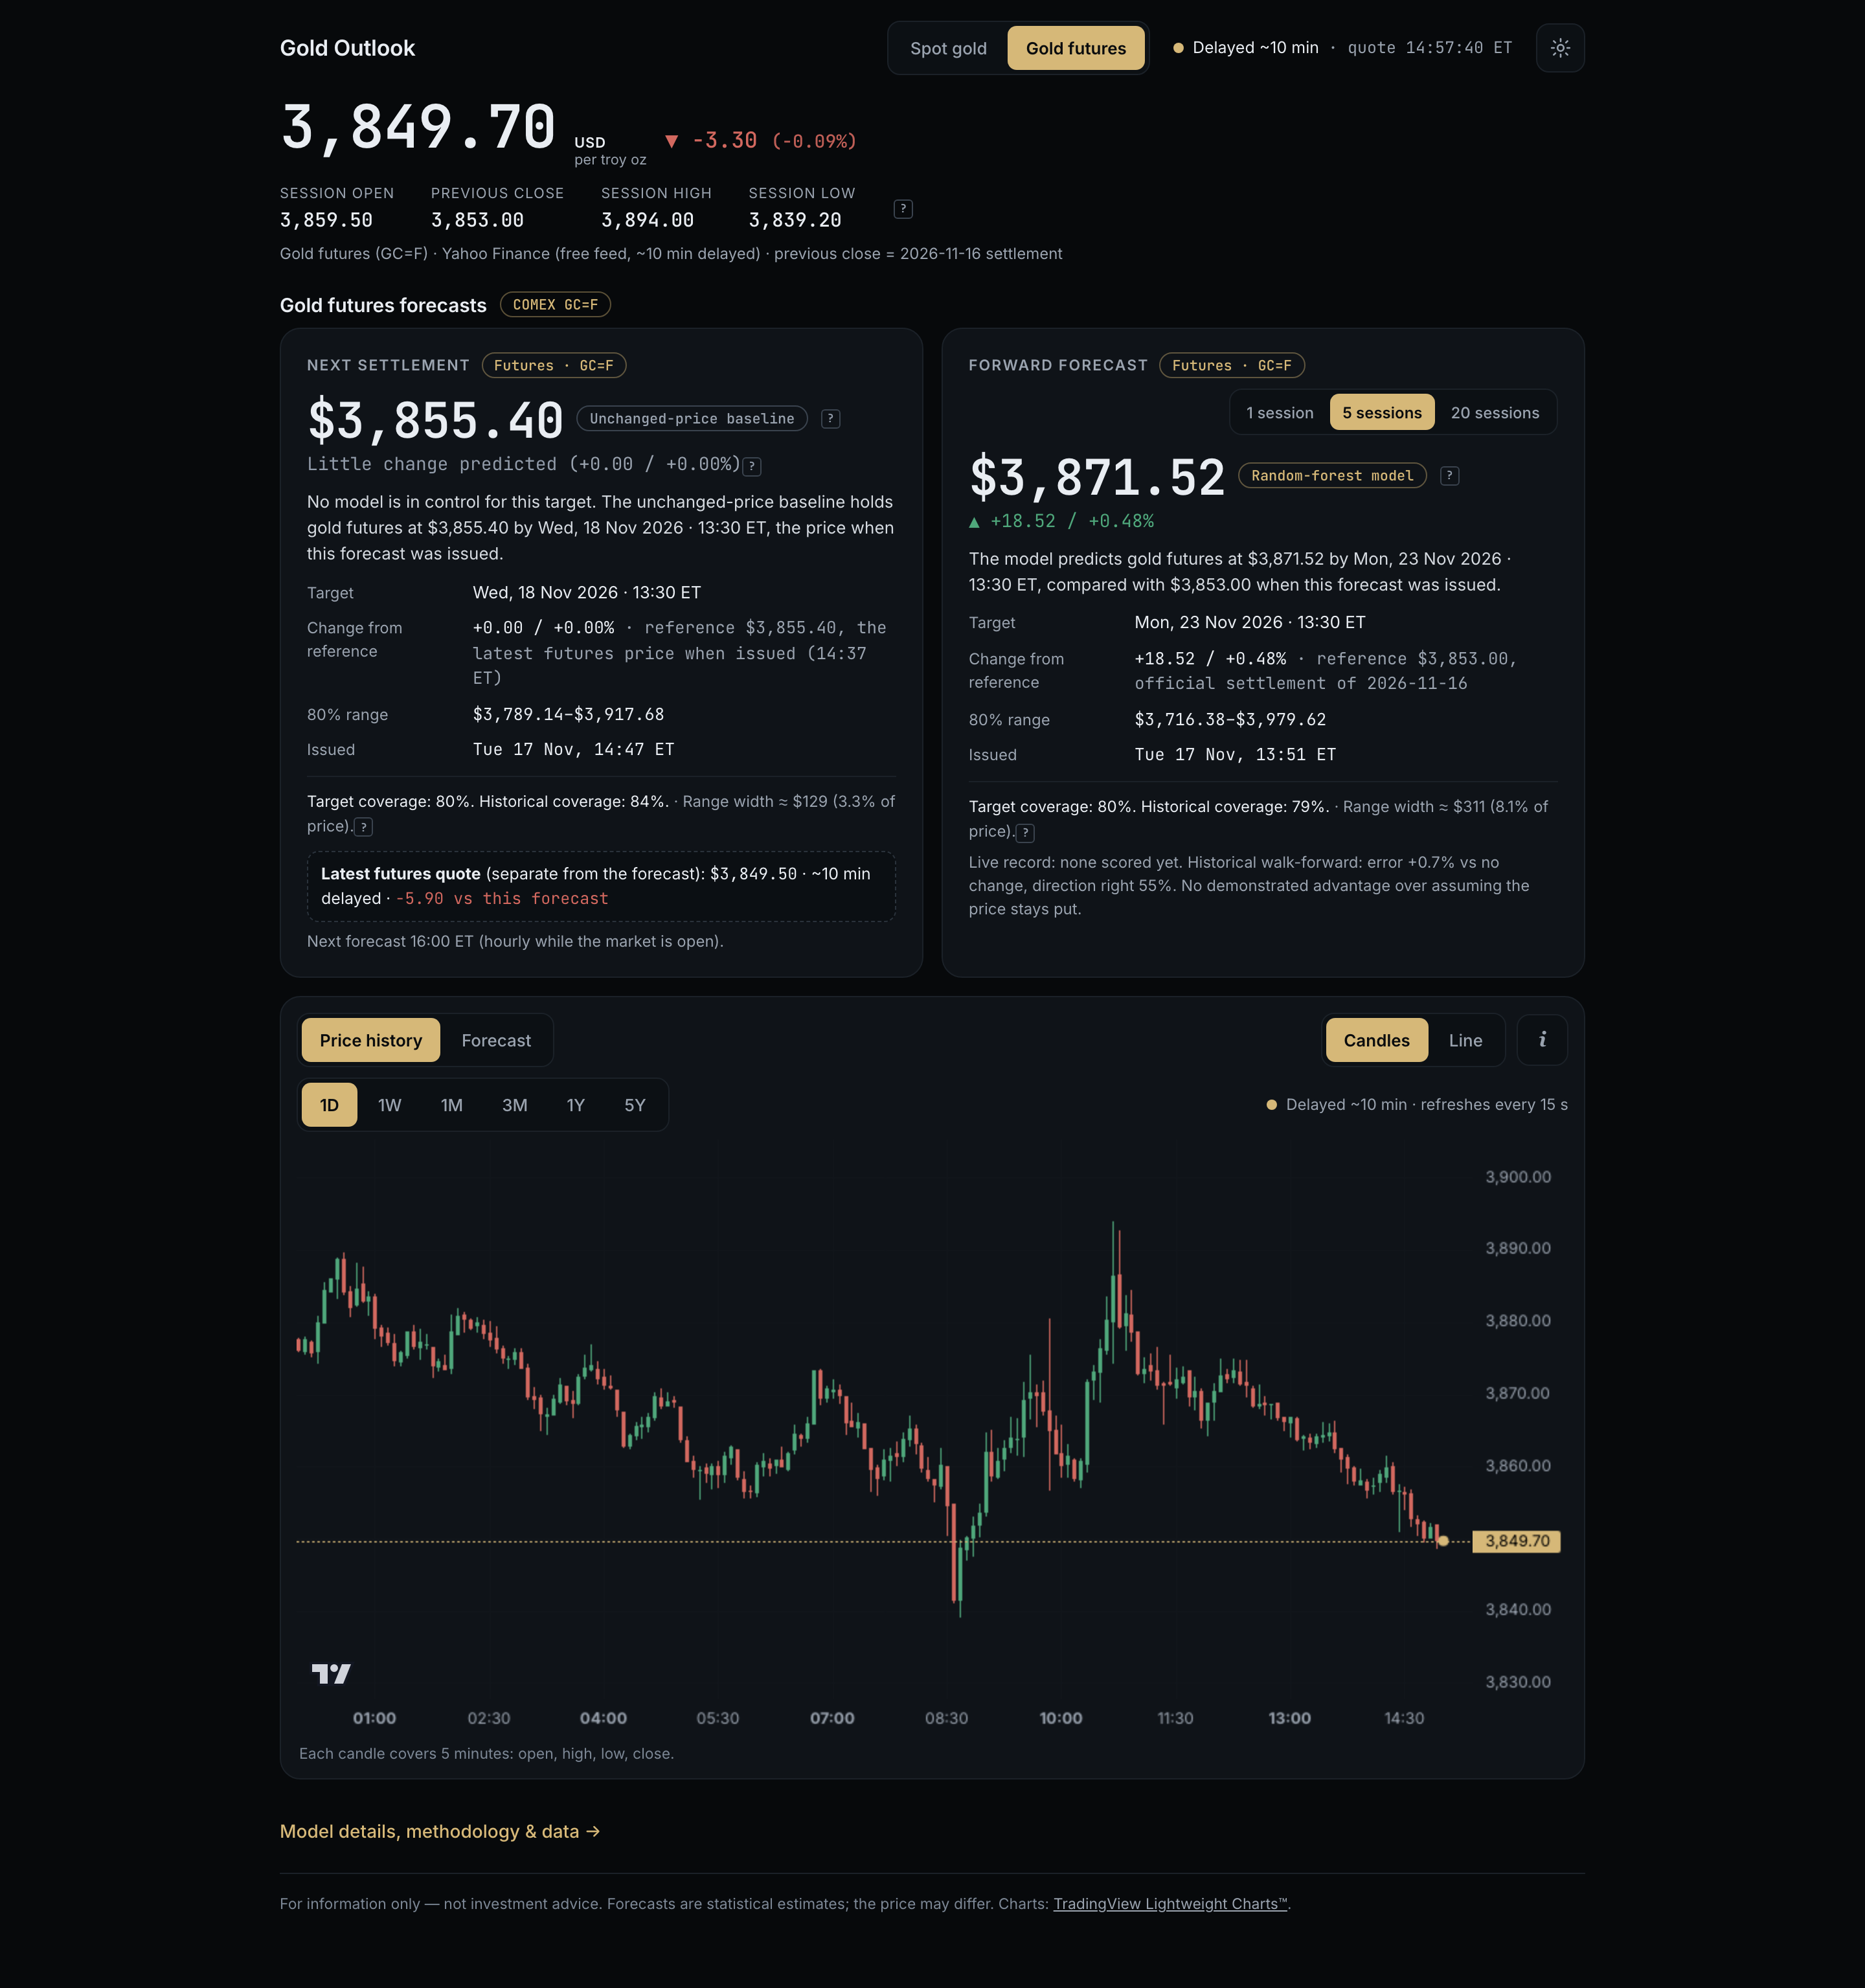 Gold Outlook
Spot gold
Gold futures
Delayed ~10 min · quote 14:57:40 ET
3,849.70
USD
per troy oz
▼ -3.30 (-0.09%)
SESSION OPEN
3,859.50
PREVIOUS CLOSE
3,853.00
SESSION HIGH
3,894.00
SESSION LOW
3,839.20
?
Gold futures (GC=F) · Yahoo Finance (free feed, ~10 min delayed) · previous close = 2026-11-16 settlement
Gold futures forecasts
COMEX GC=F
NEXT SETTLEMENT
Futures · GC=F
$3,855.40
Unchanged-price baseline
?
Little change predicted (+0.00 / +0.00%)
?
No model is in control for this target. The unchanged-price baseline holds
gold futures at $3,855.40 by Wed, 18 Nov 2026 · 13:30 ET, the price when
this forecast was issued.
Target
Wed, 18 Nov 2026 · 13:30 ET
Change from
reference
+0.00 / +0.00% · reference $3,855.40, the
latest futures price when issued (14:37
ET)
80% range
$3,789.14–$3,917.68
Issued
Tue 17 Nov, 14:47 ET
Target coverage: 80%. Historical coverage: 84%. · Range width ≈ $129 (3.3% of
price).
?
Latest futures quote (separate from the forecast): $3,849.50 · ~10 min
delayed · -5.90 vs this forecast
Next forecast 16:00 ET (hourly while the market is open).
FORWARD FORECAST
Futures · GC=F
1 session
5 sessions
20 sessions
$3,871.52
Random-forest model
?
▲ +18.52 / +0.48%
The model predicts gold futures at $3,871.52 by Mon, 23 Nov 2026 ·
13:30 ET, compared with $3,853.00 when this forecast was issued.
Target
Mon, 23 Nov 2026 · 13:30 ET
Change from
reference
+18.52 / +0.48% · reference $3,853.00,
official settlement of 2026-11-16
80% range
$3,716.38–$3,979.62
Issued
Tue 17 Nov, 13:51 ET
Target coverage: 80%. Historical coverage: 79%. · Range width ≈ $311 (8.1% of
price).
?
Live record: none scored yet. Historical walk-forward: error +0.7% vs no
change, direction right 55%. No demonstrated advantage over assuming the
price stays put.
Price history
Forecast
Candles
Line
i
1D
1W
1M
3M
1Y
5Y
Delayed ~10 min · refreshes every 15 s
3,900.00
3,890.00
3,880.00
3,870.00
3,860.00
3,849.70
3,840.00
3,830.00
01:00
02:30
04:00
05:30
07:00
08:30
10:00
11:30
13:00
14:30
Each candle covers 5 minutes: open, high, low, close.
Model details, methodology & data →
For information only — not investment advice. Forecasts are statistical estimates; the price may differ. Charts: TradingView Lightweight Charts™.